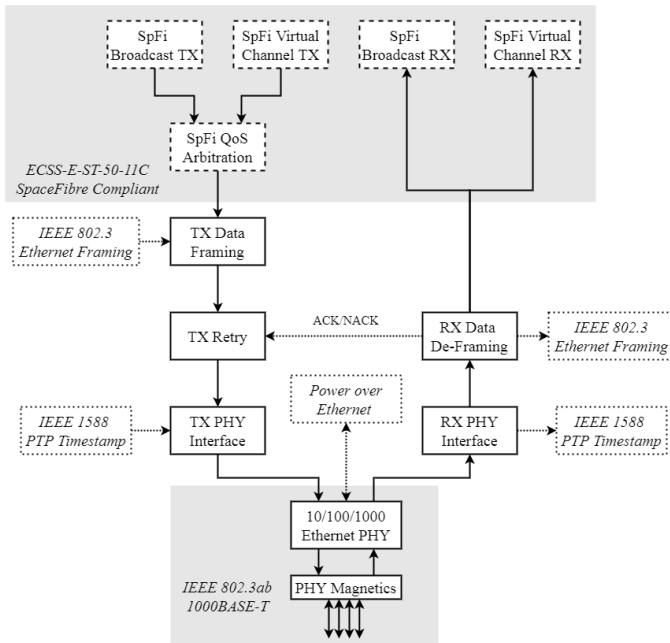 SpFi
Broadcast TX
SpFi Virtual
Channel TX
SpFi
Broadcast RX
SpFi Virtual
Channel RX
SpFi QoS
Arbitration
ECSS-E-ST-50-11C
SpaceFibre Compliant
IEEE 802.3
Ethernet Framing
TX Data
Framing
TX Retry
ACK/NACK
RX Data
De-Framing
IEEE 802.3
Ethernet Framing
Power over
Ethernet
IEEE 1588
PTP Timestamp
TX PHY
Interface
RX PHY
Interface
IEEE 1588
PTP Timestamp
10/100/1000
Ethernet PHY
PHY Magnetics
IEEE 802.3ab
1000BASE-T